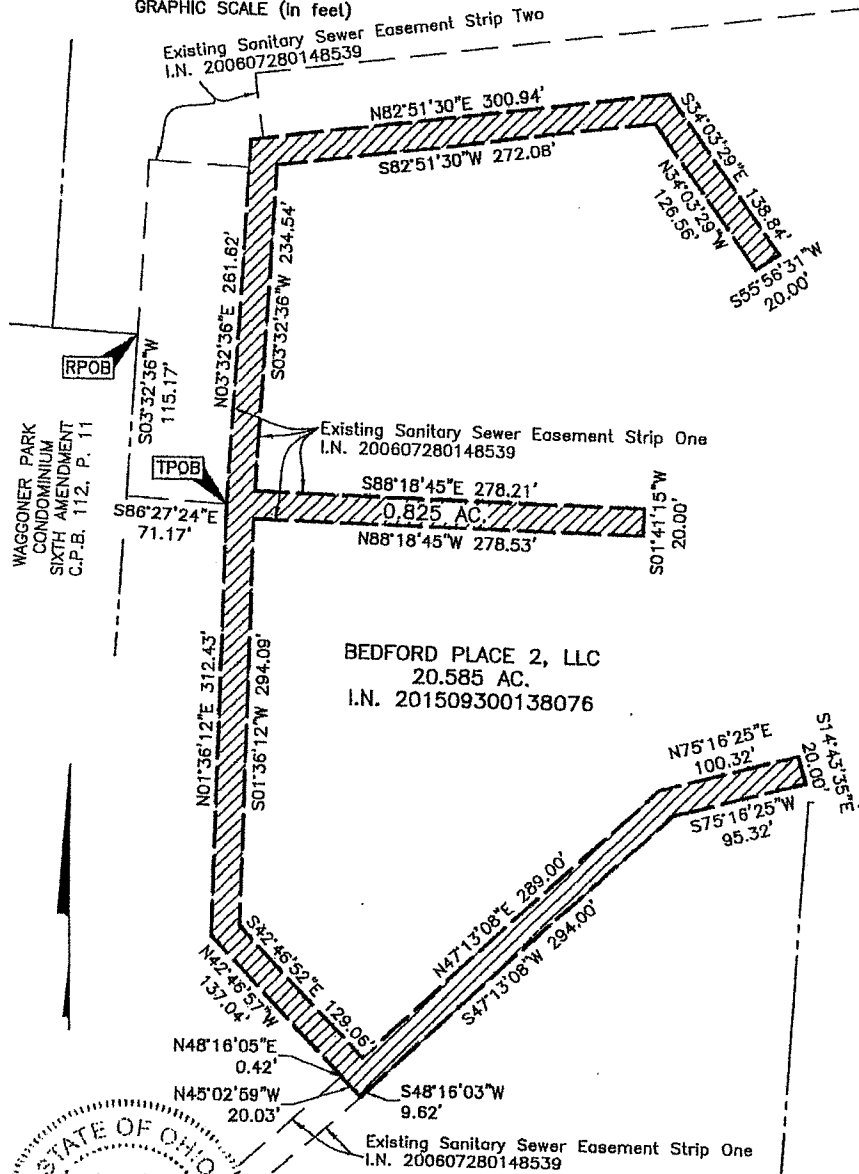 GRAPHIC SCALE (in feet)
Existing Sanitary Sewer Easement Strip Two
I.N. 200607280148539
N82°51'30"E 300.94'
S82°51'30"W 272.08'
S34°03'29"E 138.84'
N34°03'29"W
126.56'
S55°56'31"W
20.00'
N03°32'36"E 261.62'
S03°32'36"W 234.54'
RPOB
S03°32'36"W
115.17'
TPOB
WAGGONER PARK
CONDOMINIUM
SIXTH AMENDMENT
C.P.B. 112, P. 11
Existing Sanitary Sewer Easement Strip One
I.N. 200607280148539
S88°18'45"E 278.21'
0.825 AC.
N88°18'45"W 278.53'
S01°41'15"W
20.00'
S86°27'24"E
71.17'
BEDFORD PLACE 2, LLC
20.585 AC.
I.N. 201509300138076
N01°36'12"E 312.43'
S01°36'12"W 294.09'
N75°16'25"E
100.32'
S14°43'35"E
20.00'
S75°16'25"W
95.32'
N47°13'08"E 289.00'
S47°13'08"W 294.00'
S42°46'52"E 129.06'
N42°46'57"W
137.04'
N48°16'05"E
0.42'
N45°02'59"W
20.03'
S48°16'03"W
9.62'
Existing Sanitary Sewer Easement Strip One
I.N. 200607280148539
STATE OF OHIO